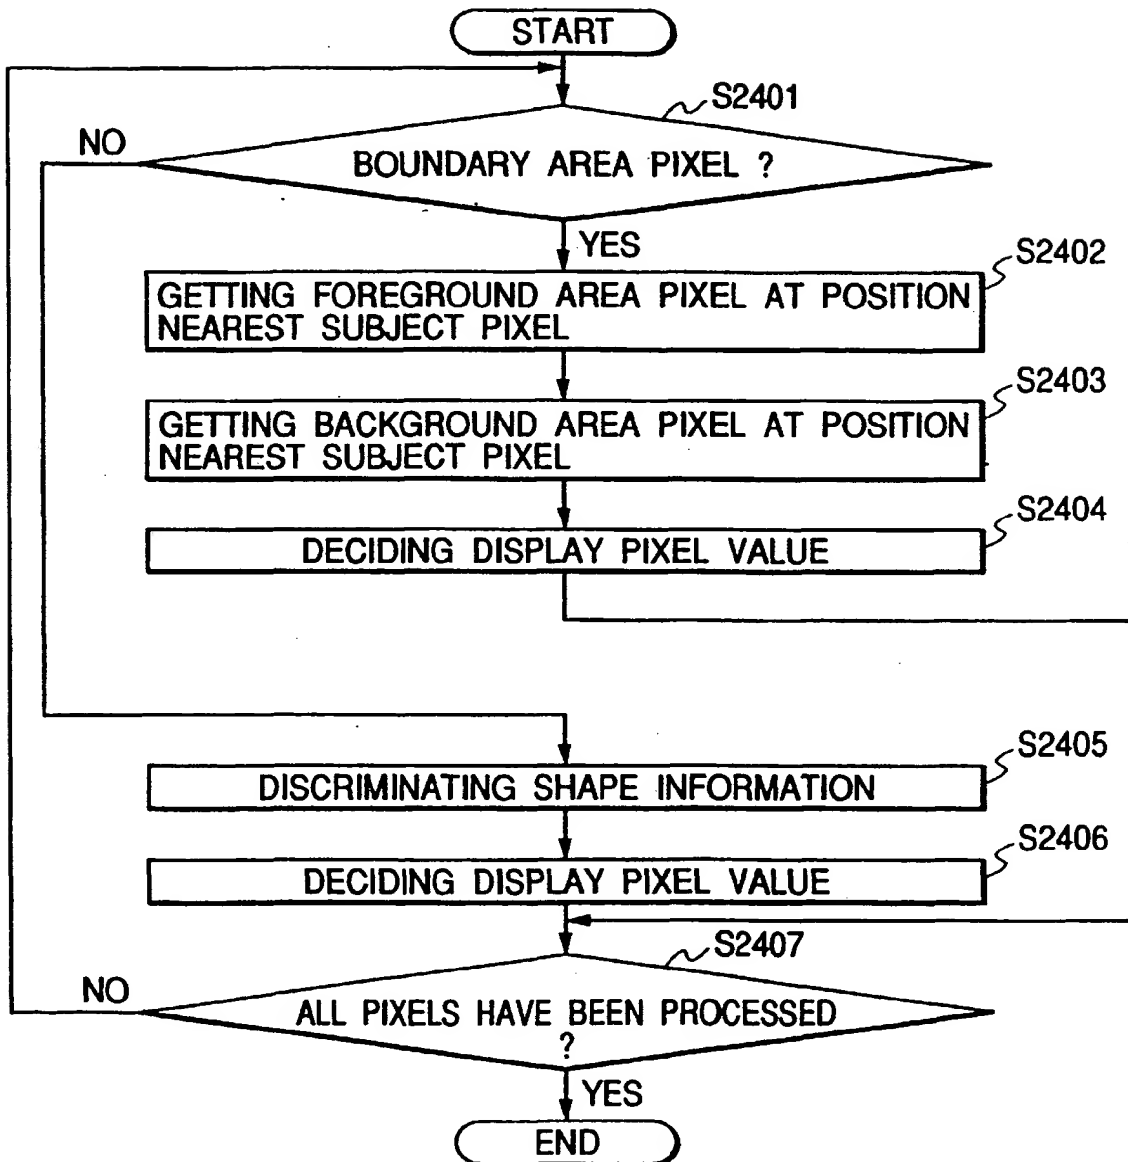 START
S2401
NO
BOUNDARY AREA PIXEL ?
YES
S2402
GETTING FOREGROUND AREA PIXEL AT POSITION
NEAREST SUBJECT PIXEL
S2403
GETTING BACKGROUND AREA PIXEL AT POSITION
NEAREST SUBJECT PIXEL
S2404
DECIDING DISPLAY PIXEL VALUE
S2405
DISCRIMINATING SHAPE INFORMATION
S2406
DECIDING DISPLAY PIXEL VALUE
S2407
NO
ALL PIXELS HAVE BEEN PROCESSED
?
YES
END